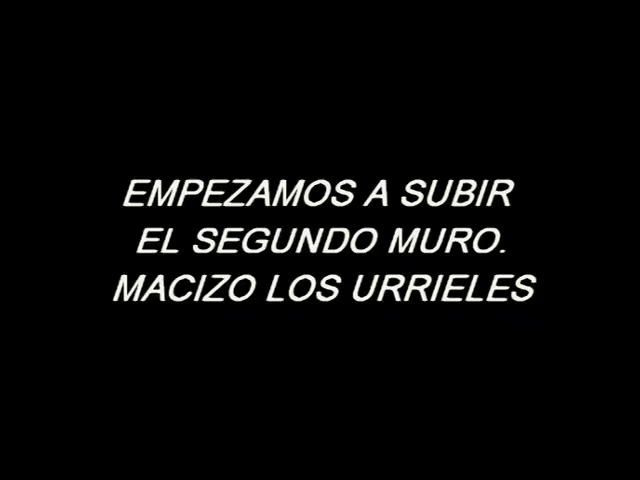 EMPEZAMOS A SUBIR
EL SEGUNDO MURO.
MACIZO LOS URRIELES